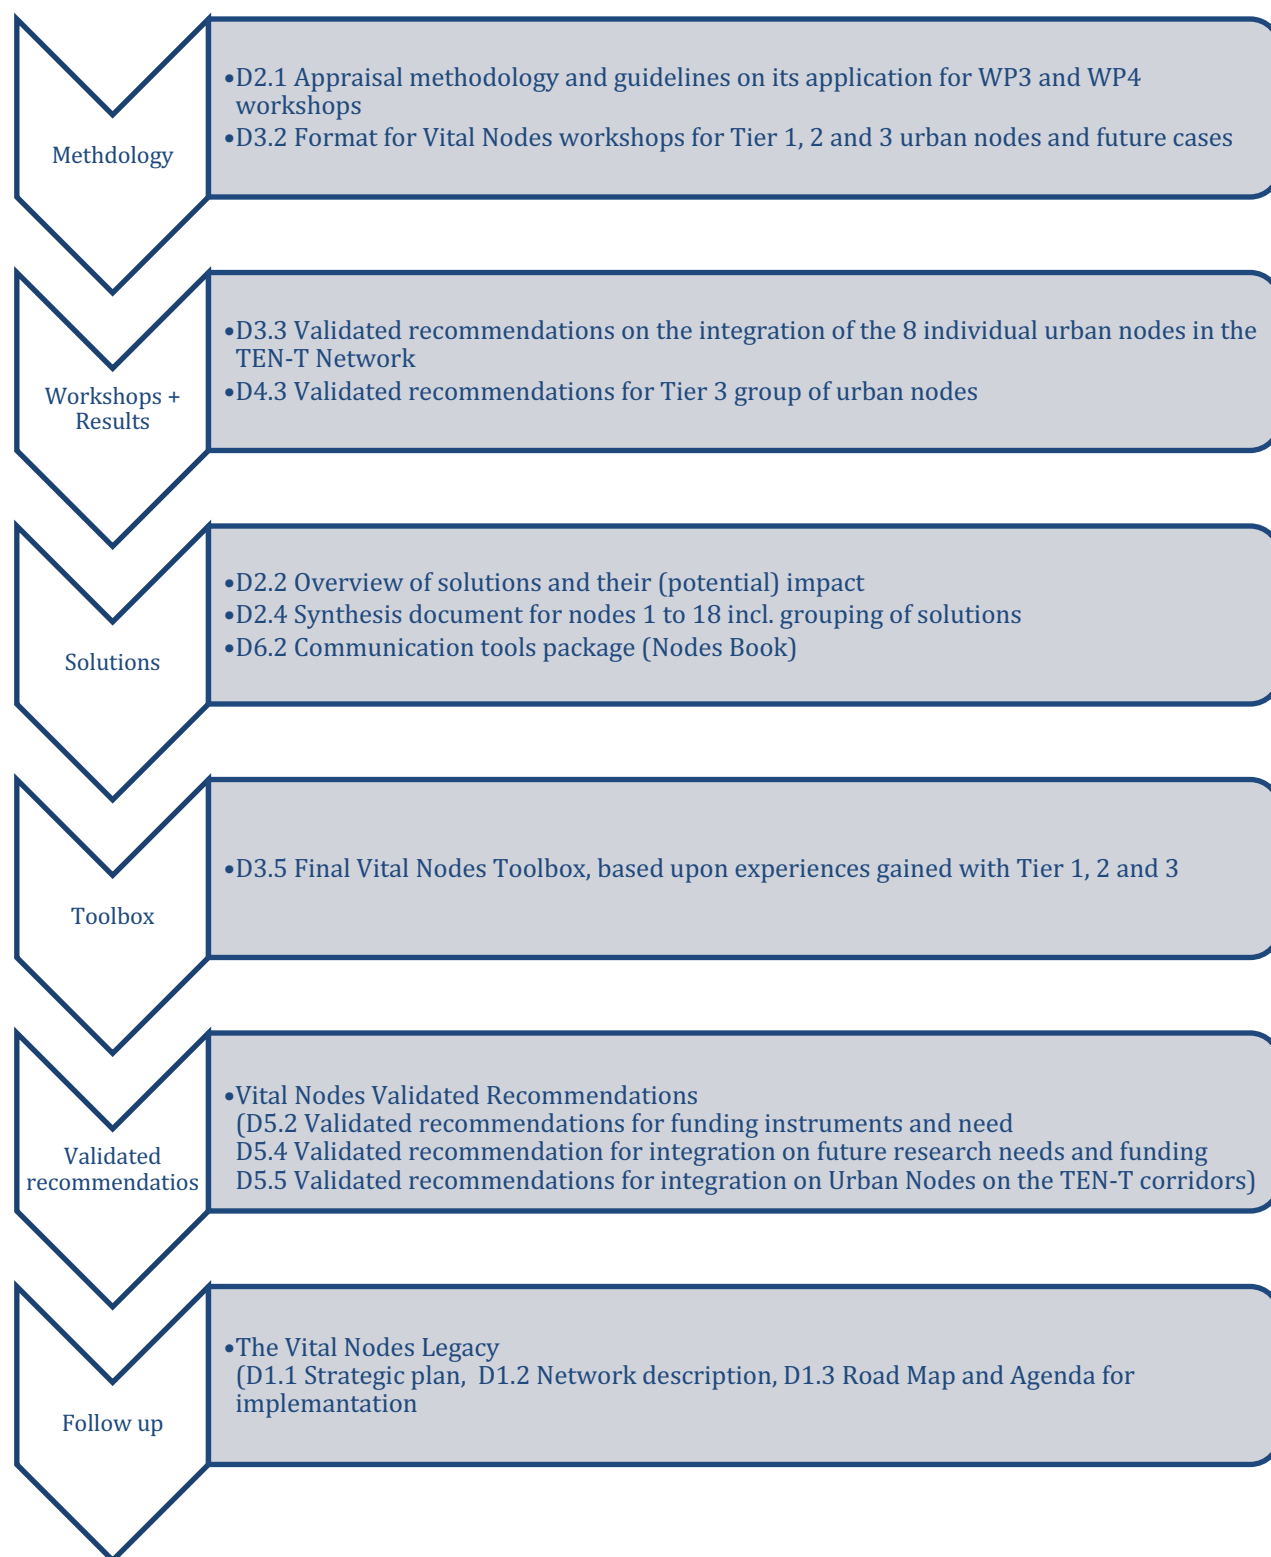 Methdology
•D2.1 Appraisal methodology and guidelines on its application for WP3 and WP4
workshops
•D3.2 Format for Vital Nodes workshops for Tier 1, 2 and 3 urban nodes and future cases
Workshops +
Results
•D3.3 Validated recommendations on the integration of the 8 individual urban nodes in the
TEN-T Network
•D4.3 Validated recommendations for Tier 3 group of urban nodes
Solutions
•D2.2 Overview of solutions and their (potential) impact
•D2.4 Synthesis document for nodes 1 to 18 incl. grouping of solutions
•D6.2 Communication tools package (Nodes Book)
Toolbox
•D3.5 Final Vital Nodes Toolbox, based upon experiences gained with Tier 1, 2 and 3
Validated
recommendatios
•Vital Nodes Validated Recommendations
(D5.2 Validated recommendations for funding instruments and need
D5.4 Validated recommendation for integration on future research needs and funding
D5.5 Validated recommendations for integration on Urban Nodes on the TEN-T corridors)
Follow up
•The Vital Nodes Legacy
(D1.1 Strategic plan,  D1.2 Network description, D1.3 Road Map and Agenda for
implemantation